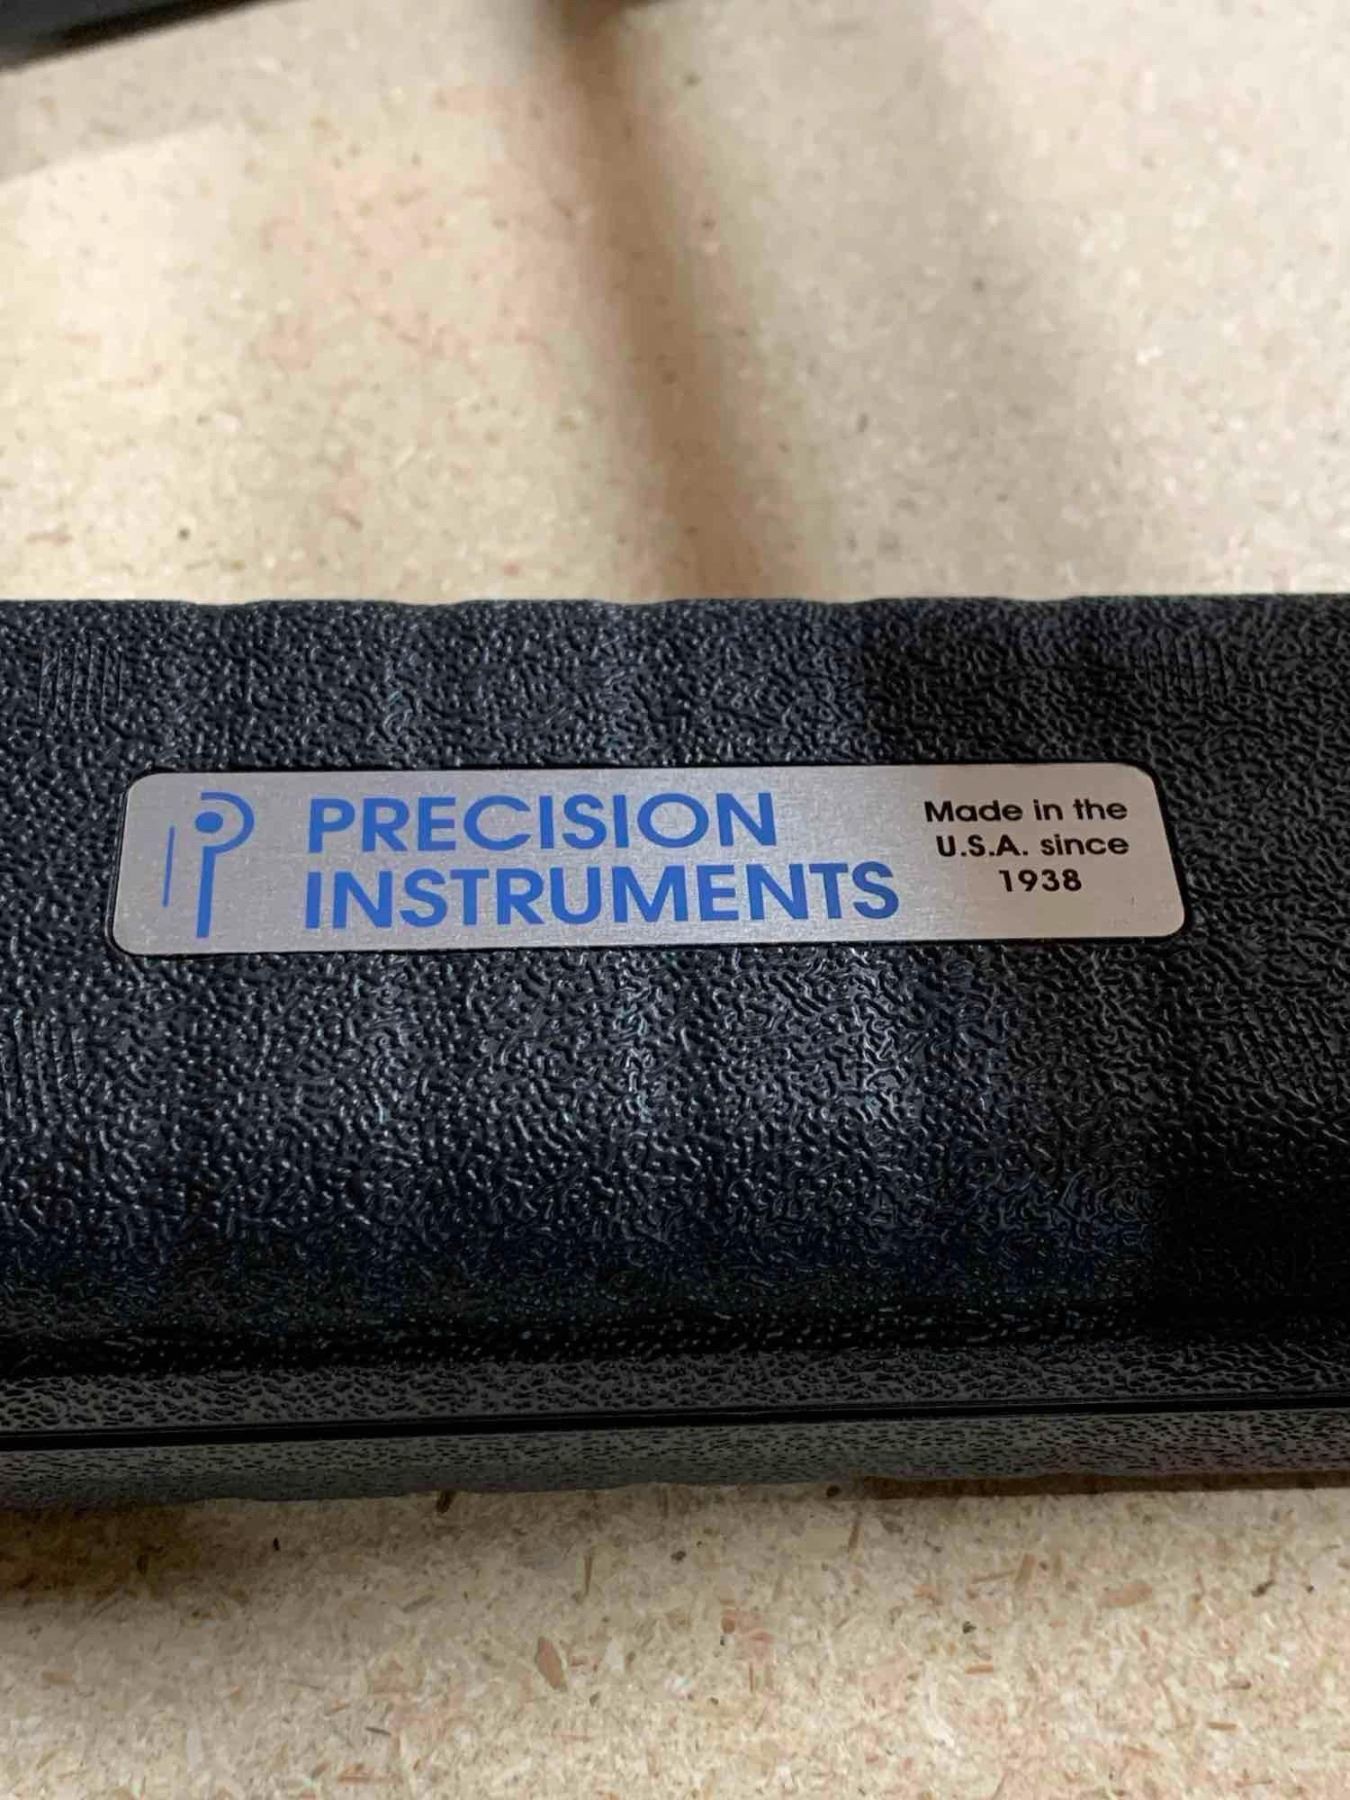 PRECISION
INSTRUMENTS
Made in the
U.S.A. since
1938